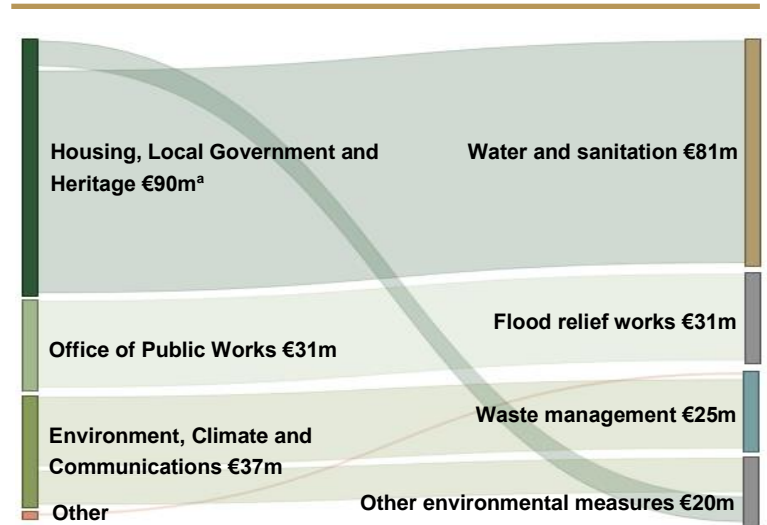 Housing, Local Government and
Heritage €90mª
Water and sanitation €81m
Office of Public Works €31m
Flood relief works €31m
Environment, Climate and
Communications €37m
Waste management €25m
Other
Other environmental measures €20m